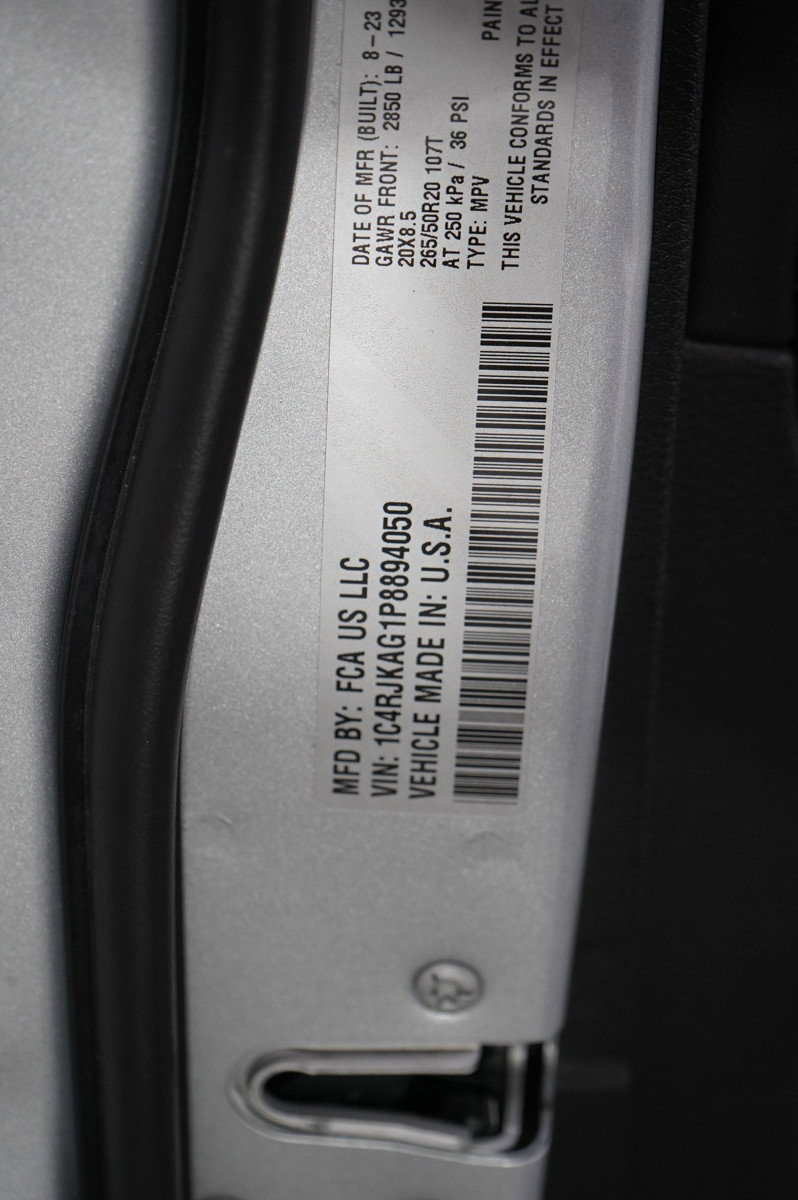 MFD BY: FCA US LLC
VIN: 1C4RJKAG1P8894050
VEHICLE MADE IN: U.S.A.
DATE OF MFR (BUILT): 8-23
GAWR FRONT: 2850 LB / 1293
20X8.5
265/50R20 107T
AT 250 kPa / 36 PSI
TYPE: MPV
PAIN
THIS VEHICLE CONFORMS TO AL
STANDARDS IN EFFECT